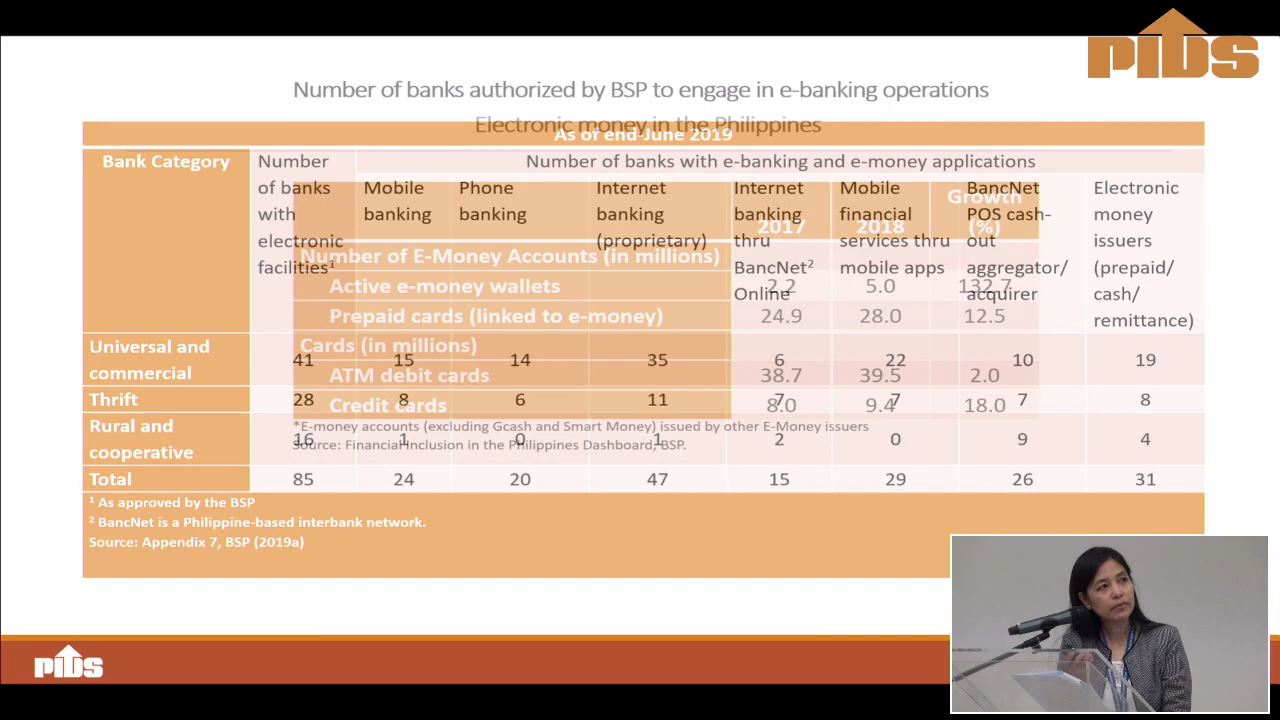 PIDS
Number of banks authorized by BSP to engage in e-banking operations
Electronic money in the Philippines
As of end-June 2019
Bank Category
Number of banks with electronic facilities¹
Number of banks with e-banking and e-money applications
Mobile banking
Phone banking
Internet banking (proprietary)
Internet banking thru BancNet² Online
Mobile financial services thru mobile apps
BancNet POS cash-out aggregator/ acquirer
Electronic money issuers (prepaid/ cash/ remittance)
Universal and commercial 41 15 14 35 6 22 10 19
Thrift 28 8 6 11 7 7 7 8
Rural and cooperative 16 1 0 1 2 0 9 4
Total 85 24 20 47 15 29 26 31
¹ As approved by the BSP
² BancNet is a Philippine-based interbank network.
Source: Appendix 7, BSP (2019a)
2017 2018 Growth (%)
Number of E-Money Accounts (in millions)
Active e-money wallets 2.2 5.0 132.7
Prepaid cards (linked to e-money) 24.9 28.0 12.5
Cards (in millions)
ATM debit cards 38.7 39.5 2.0
Credit cards 8.0 9.4 18.0
*E-money accounts (excluding Gcash and Smart Money) issued by other E-Money issuers
Source: Financial Inclusion in the Philippines Dashboard, BSP.
PIDS